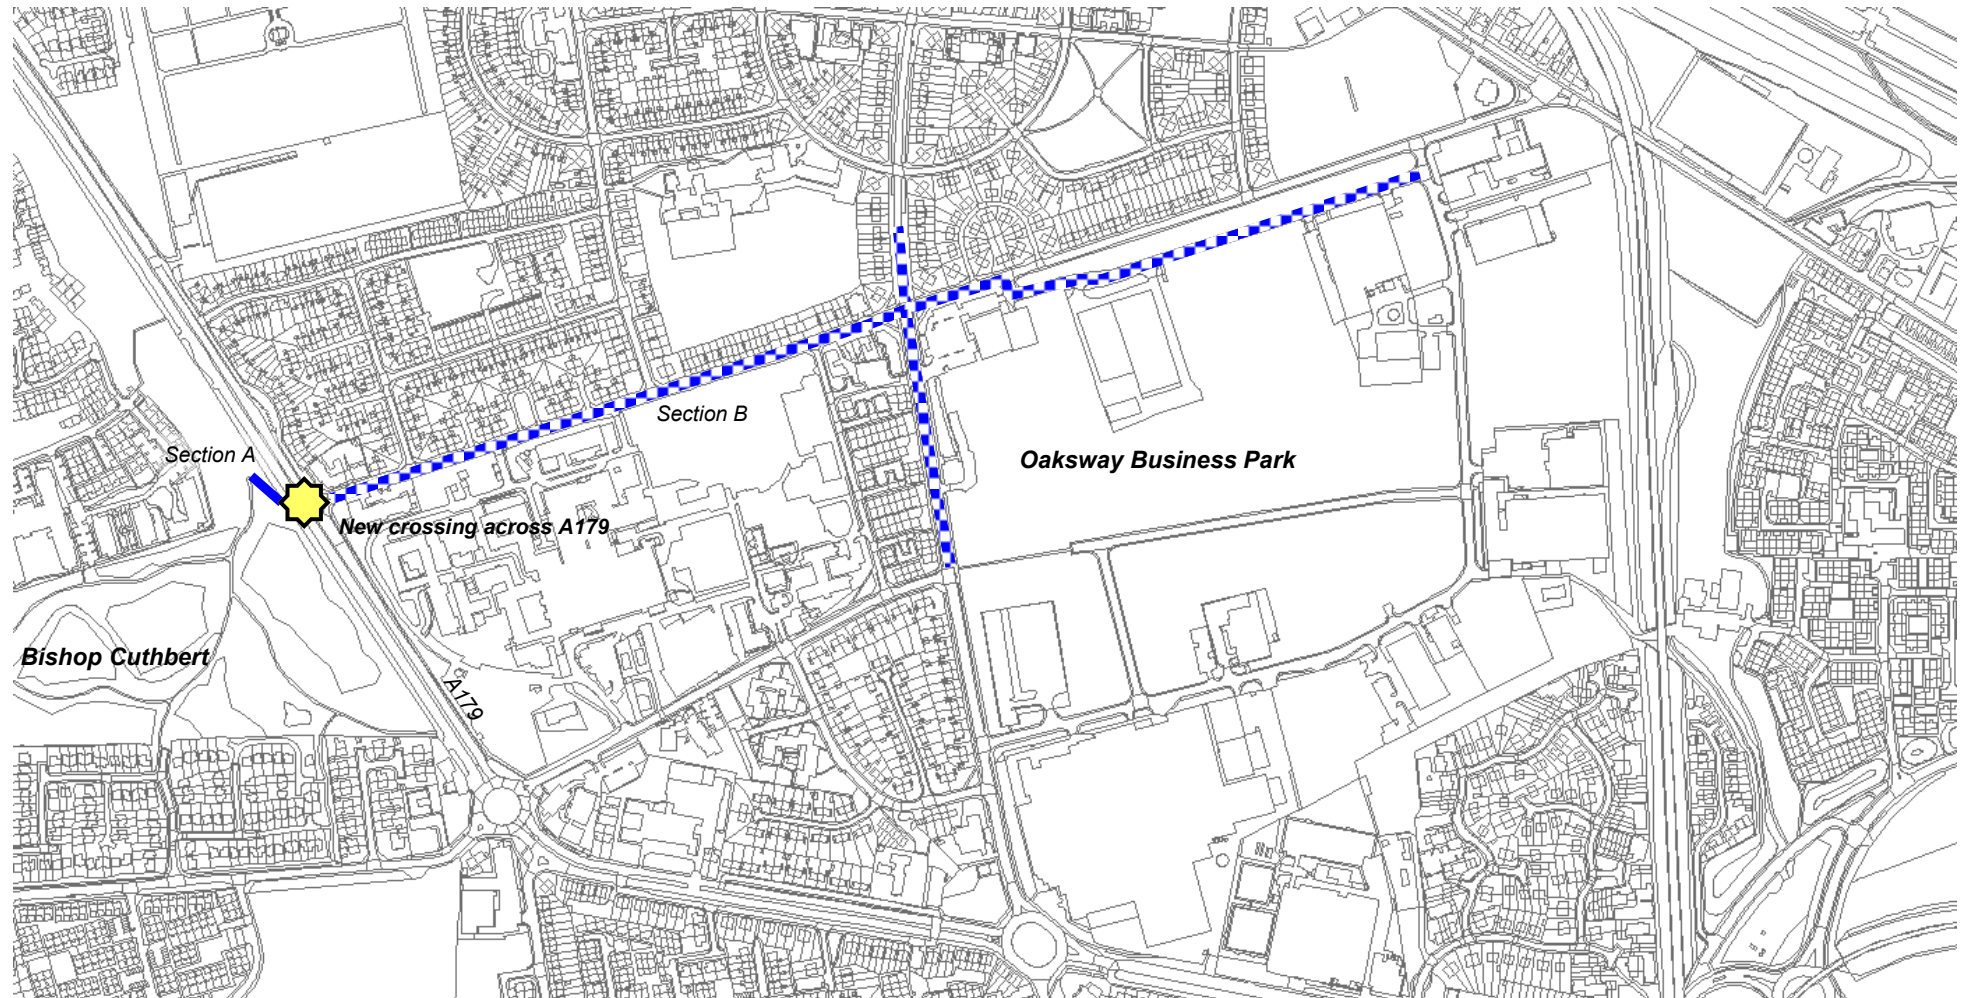 Section B
Section A
Oaksway Business Park
New crossing across A179
Bishop Cuthbert
A179